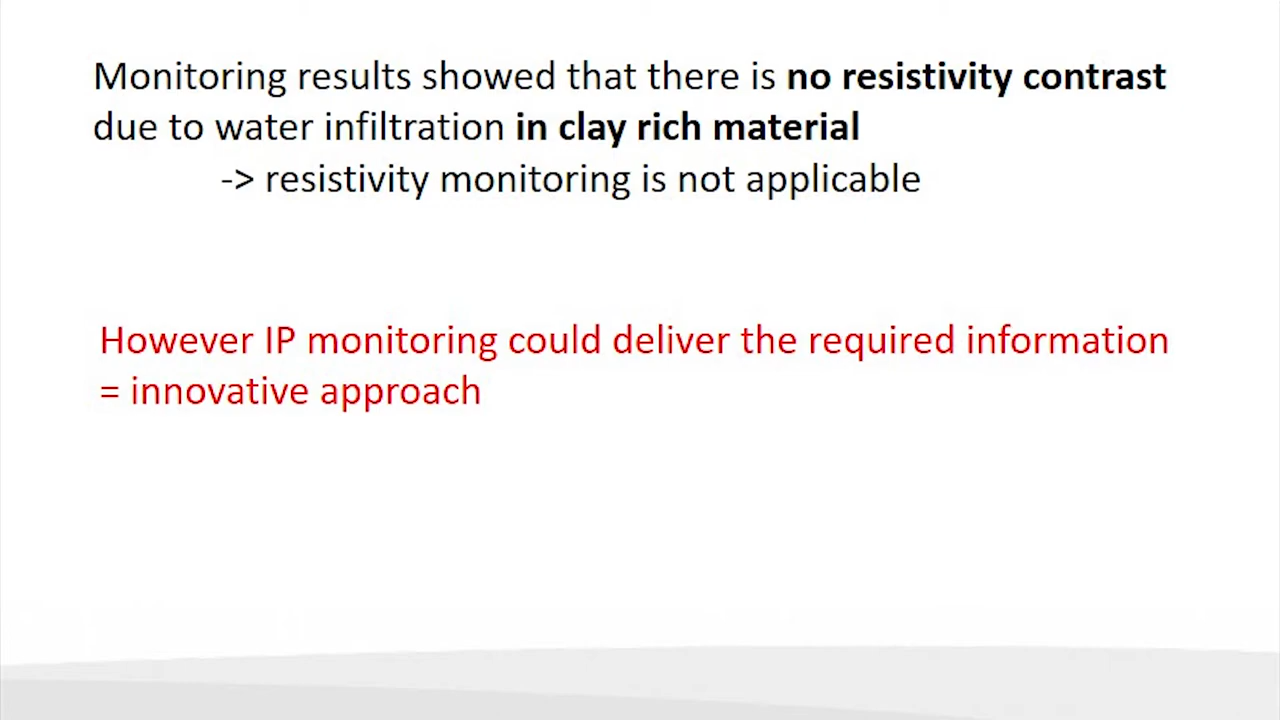 Monitoring results showed that there is no resistivity contrast
due to water infiltration in clay rich material
-> resistivity monitoring is not applicable
However IP monitoring could deliver the required information
= innovative approach